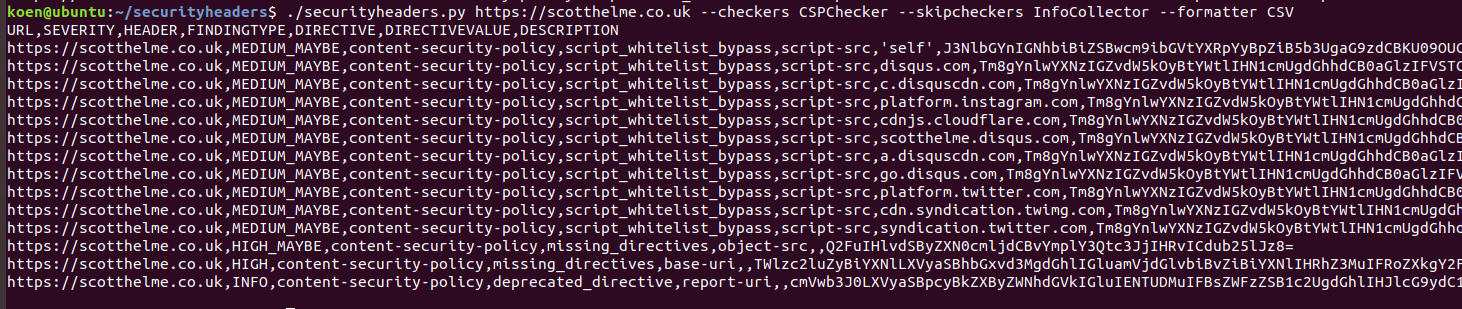 koen@ubuntu:~/securityheaders$ ./securityheaders.py https://scotthelme.co.uk --checkers CSPChecker --skipcheckers InfoCollector --formatter CSV
URL,SEVERITY,HEADER,FINDINGTYPE,DIRECTIVE,DIRECTIVEVALUE,DESCRIPTION
https://scotthelme.co.uk,MEDIUM_MAYBE,content-security-policy,script_whitelist_bypass,script-src,'self',J3NlbGYnIGNhbiBiZSBwcm9ibGVtYXRpYyBpZiB5b3UgaG9zdCBKU09OUC
https://scotthelme.co.uk,MEDIUM_MAYBE,content-security-policy,script_whitelist_bypass,script-src,disqus.com,Tm8gYnlwYXNzIGZvdW5kOyBtYWtlIHN1cmUgdGhhdCB0aGlzIFVSTC
https://scotthelme.co.uk,MEDIUM_MAYBE,content-security-policy,script_whitelist_bypass,script-src,c.disquscdn.com,Tm8gYnlwYXNzIGZvdW5kOyBtYWtlIHN1cmUgdGhhdCB0aGlzI
https://scotthelme.co.uk,MEDIUM_MAYBE,content-security-policy,script_whitelist_bypass,script-src,platform.instagram.com,Tm8gYnlwYXNzIGZvdW5kOyBtYWtlIHN1cmUgdGhhdC
https://scotthelme.co.uk,MEDIUM_MAYBE,content-security-policy,script_whitelist_bypass,script-src,cdnjs.cloudflare.com,Tm8gYnlwYXNzIGZvdW5kOyBtYWtlIHN1cmUgdGhhdCB0
https://scotthelme.co.uk,MEDIUM_MAYBE,content-security-policy,script_whitelist_bypass,script-src,scotthelme.disqus.com,Tm8gYnlwYXNzIGZvdW5kOyBtYWtlIHN1cmUgdGhhdCB
https://scotthelme.co.uk,MEDIUM_MAYBE,content-security-policy,script_whitelist_bypass,script-src,a.disquscdn.com,Tm8gYnlwYXNzIGZvdW5kOyBtYWtlIHN1cmUgdGhhdCB0aGlzI
https://scotthelme.co.uk,MEDIUM_MAYBE,content-security-policy,script_whitelist_bypass,script-src,go.disqus.com,Tm8gYnlwYXNzIGZvdW5kOyBtYWtlIHN1cmUgdGhhdCB0aGlzIFV
https://scotthelme.co.uk,MEDIUM_MAYBE,content-security-policy,script_whitelist_bypass,script-src,platform.twitter.com,Tm8gYnlwYXNzIGZvdW5kOyBtYWtlIHN1cmUgdGhhdCB0
https://scotthelme.co.uk,MEDIUM_MAYBE,content-security-policy,script_whitelist_bypass,script-src,cdn.syndication.twimg.com,Tm8gYnlwYXNzIGZvdW5kOyBtYWtlIHN1cmUgdGh
https://scotthelme.co.uk,MEDIUM_MAYBE,content-security-policy,script_whitelist_bypass,script-src,syndication.twitter.com,Tm8gYnlwYXNzIGZvdW5kOyBtYWtlIHN1cmUgdGhhd
https://scotthelme.co.uk,HIGH_MAYBE,content-security-policy,missing_directives,object-src,,Q2FuIHlvdSByZXN0cmljdCBvYmplY3Qtc3JjIHRvICdub25lJz8=
https://scotthelme.co.uk,HIGH,content-security-policy,missing_directives,base-uri,,TWlzc2luZyBiYXNlLXVyaSBhbGxvd3MgdGhlIGluamVjdGlvbiBvZiBiYXNlIHRhZ3MuIFRoZXkgY2F
https://scotthelme.co.uk,INFO,content-security-policy,deprecated_directive,report-uri,,cmVwb3J0LXVyaSBpcyBkZXByZWNhdGVkIGluIENTUDMuIFBsZWFzZSB1c2UgdGhlIHJlcG9ydC1